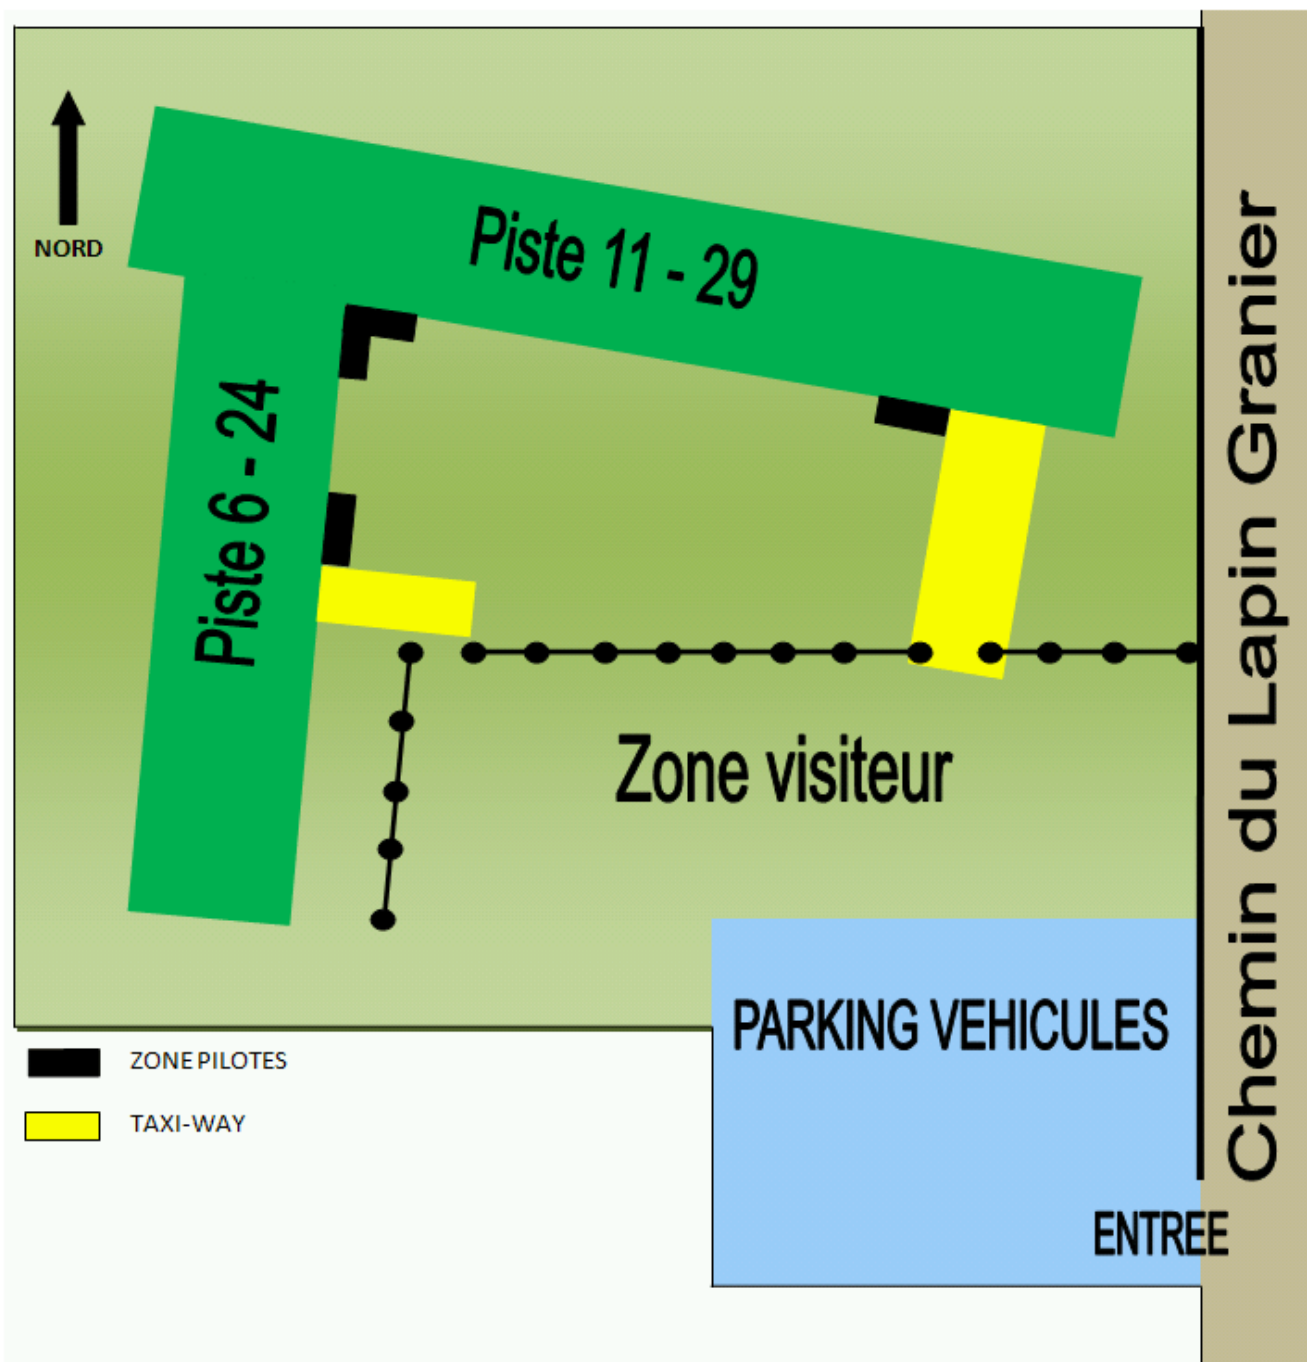 NORD
Piste 11 - 29
Piste 6 - 24
Zone visiteur
Chemin du Lapin Granier
PARKING VEHICULES
ENTREE
ZONE PILOTES
TAXI-WAY